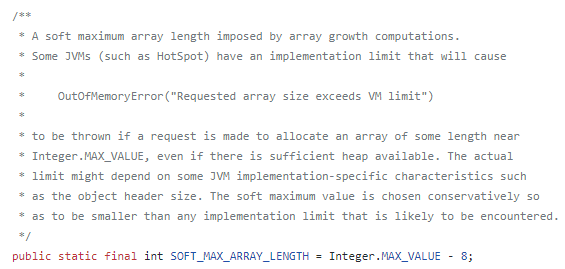 /**
 * A soft maximum array length imposed by array growth computations.
 * Some JVMs (such as HotSpot) have an implementation limit that will cause
 *
 *     OutOfMemoryError("Requested array size exceeds VM limit")
 *
 * to be thrown if a request is made to allocate an array of some length near
 * Integer.MAX_VALUE, even if there is sufficient heap available. The actual
 * limit might depend on some JVM implementation-specific characteristics such
 * as the object header size. The soft maximum value is chosen conservatively so
 * as to be smaller than any implementation limit that is likely to be encountered.
 */
public static final int SOFT_MAX_ARRAY_LENGTH = Integer.MAX_VALUE - 8;